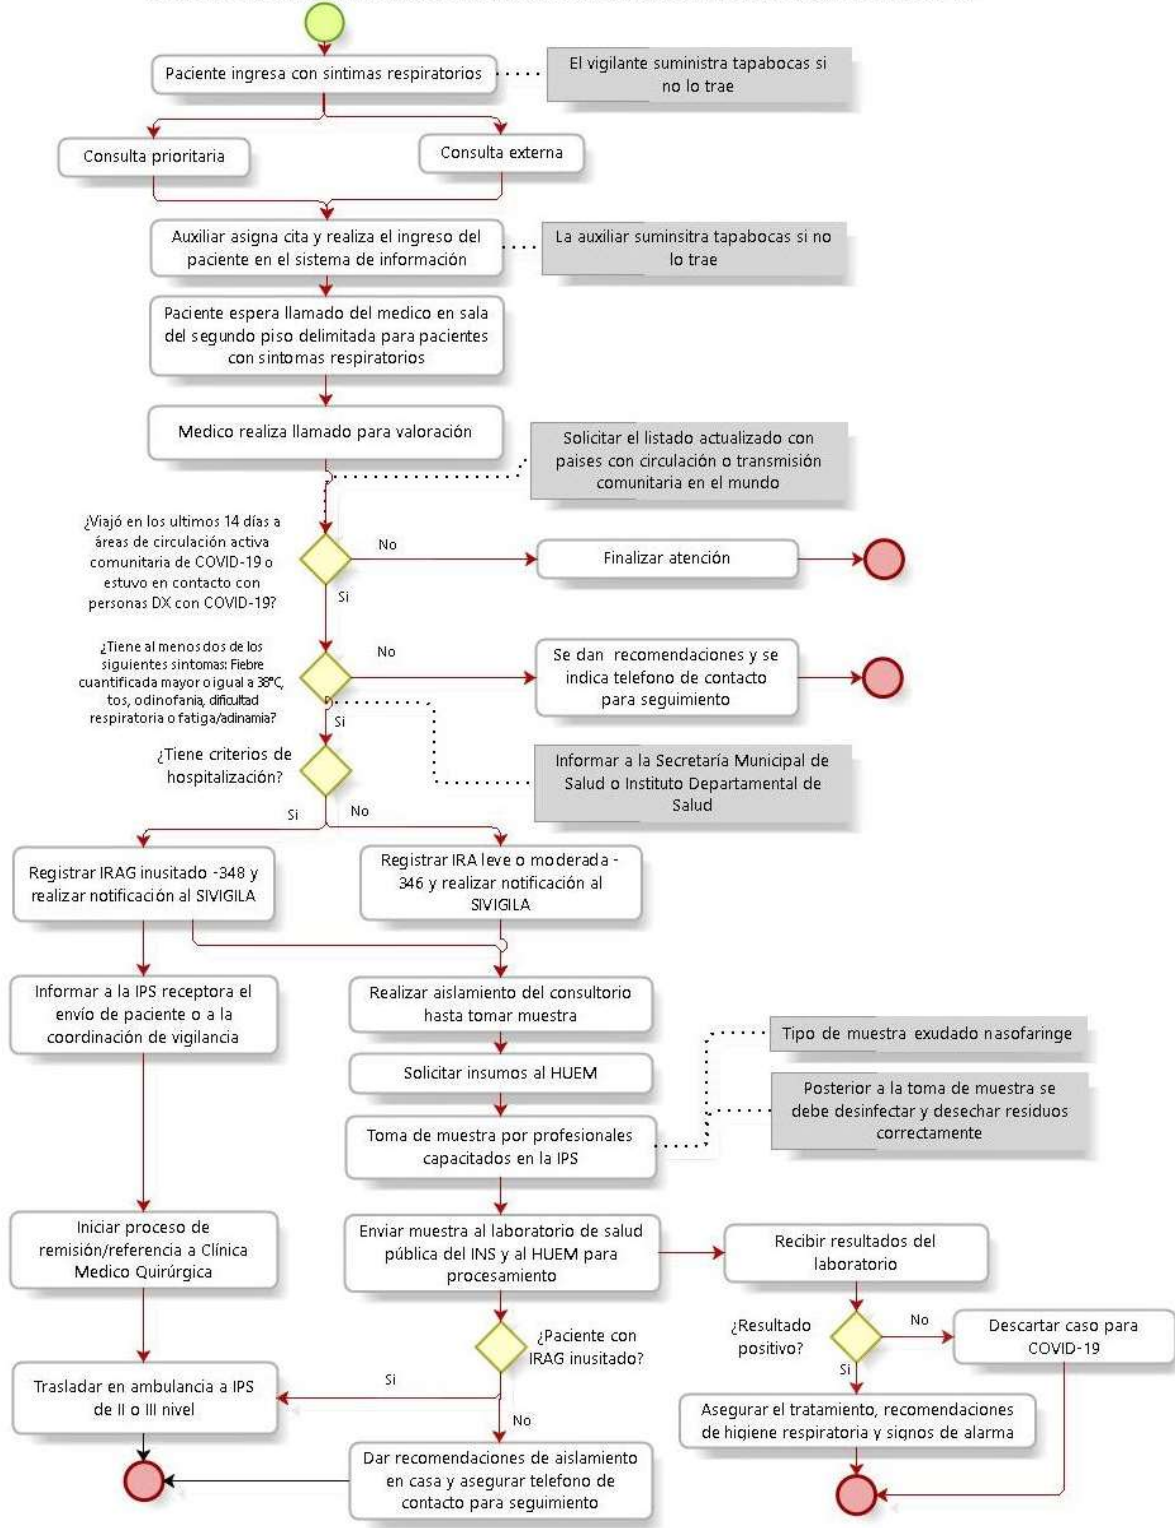 Paciente ingresa con sintimas respiratorios
El vigilante suministra tapabocas si
no lo trae
Consulta prioritaria
Consulta externa
Auxiliar asigna cita y realiza el ingreso del
paciente en el sistema de información
La auxiliar suminsitra tapabocas si no
lo trae
Paciente espera llamado del medico en sala
del segundo piso delimitada para pacientes
con sintomas respiratorios
Medico realiza llamado para valoración
Solicitar el listado actualizado con
paises con circulación o transmisión
comunitaria en el mundo
¿Viajó en los ultimos 14 días a
áreas de circulación activa
comunitaria de COVID-19 o
estuvo en contacto con
personas DX con COVID-19?
No
Finalizar atención
Si
¿Tiene al menos dos de los
siguientes sintomas: Fiebre
cuantificada mayor o igual a 38°C,
tos, odinofania, dificultad
respiratoria o fatiga/adinamia?
No
Se dan recomendaciones y se
indica telefono de contacto
para seguimiento
Si
¿Tiene criterios de
hospitalización?
Informar a la Secretaría Municipal de
Salud o Instituto Departamental de
Salud
Si
No
Registrar IRAG inusitado -348 y
realizar notificación al SIVIGILA
Registrar IRA leve o moderada -
346 y realizar notificación al
SIVIGILA
Informar a la IPS receptora el
envío de paciente o a la
coordinación de vigilancia
Realizar aislamiento del consultorio
hasta tomar muestra
Tipo de muestra exudado nasofaringe
Solicitar insumos al HUEM
Posterior a la toma de muestra se
debe desinfectar y desechar residuos
correctamente
Toma de muestra por profesionales
capacitados en la IPS
Iniciar proceso de
remisión/referencia a Clínica
Medico Quirúrgica
Enviar muestra al laboratorio de salud
pública del INS y al HUEM para
procesamiento
Recibir resultados del
laboratorio
¿Paciente con
IRAG inusitado?
¿Resultado
positivo?
No
Descartar caso para
COVID-19
Si
Si
Trasladar en ambulancia a IPS
de II o III nivel
No
Asegurar el tratamiento, recomendaciones
de higiene respiratoria y signos de alarma
Dar recomendaciones de aislamiento
en casa y asegurar telefono de
contacto para seguimiento